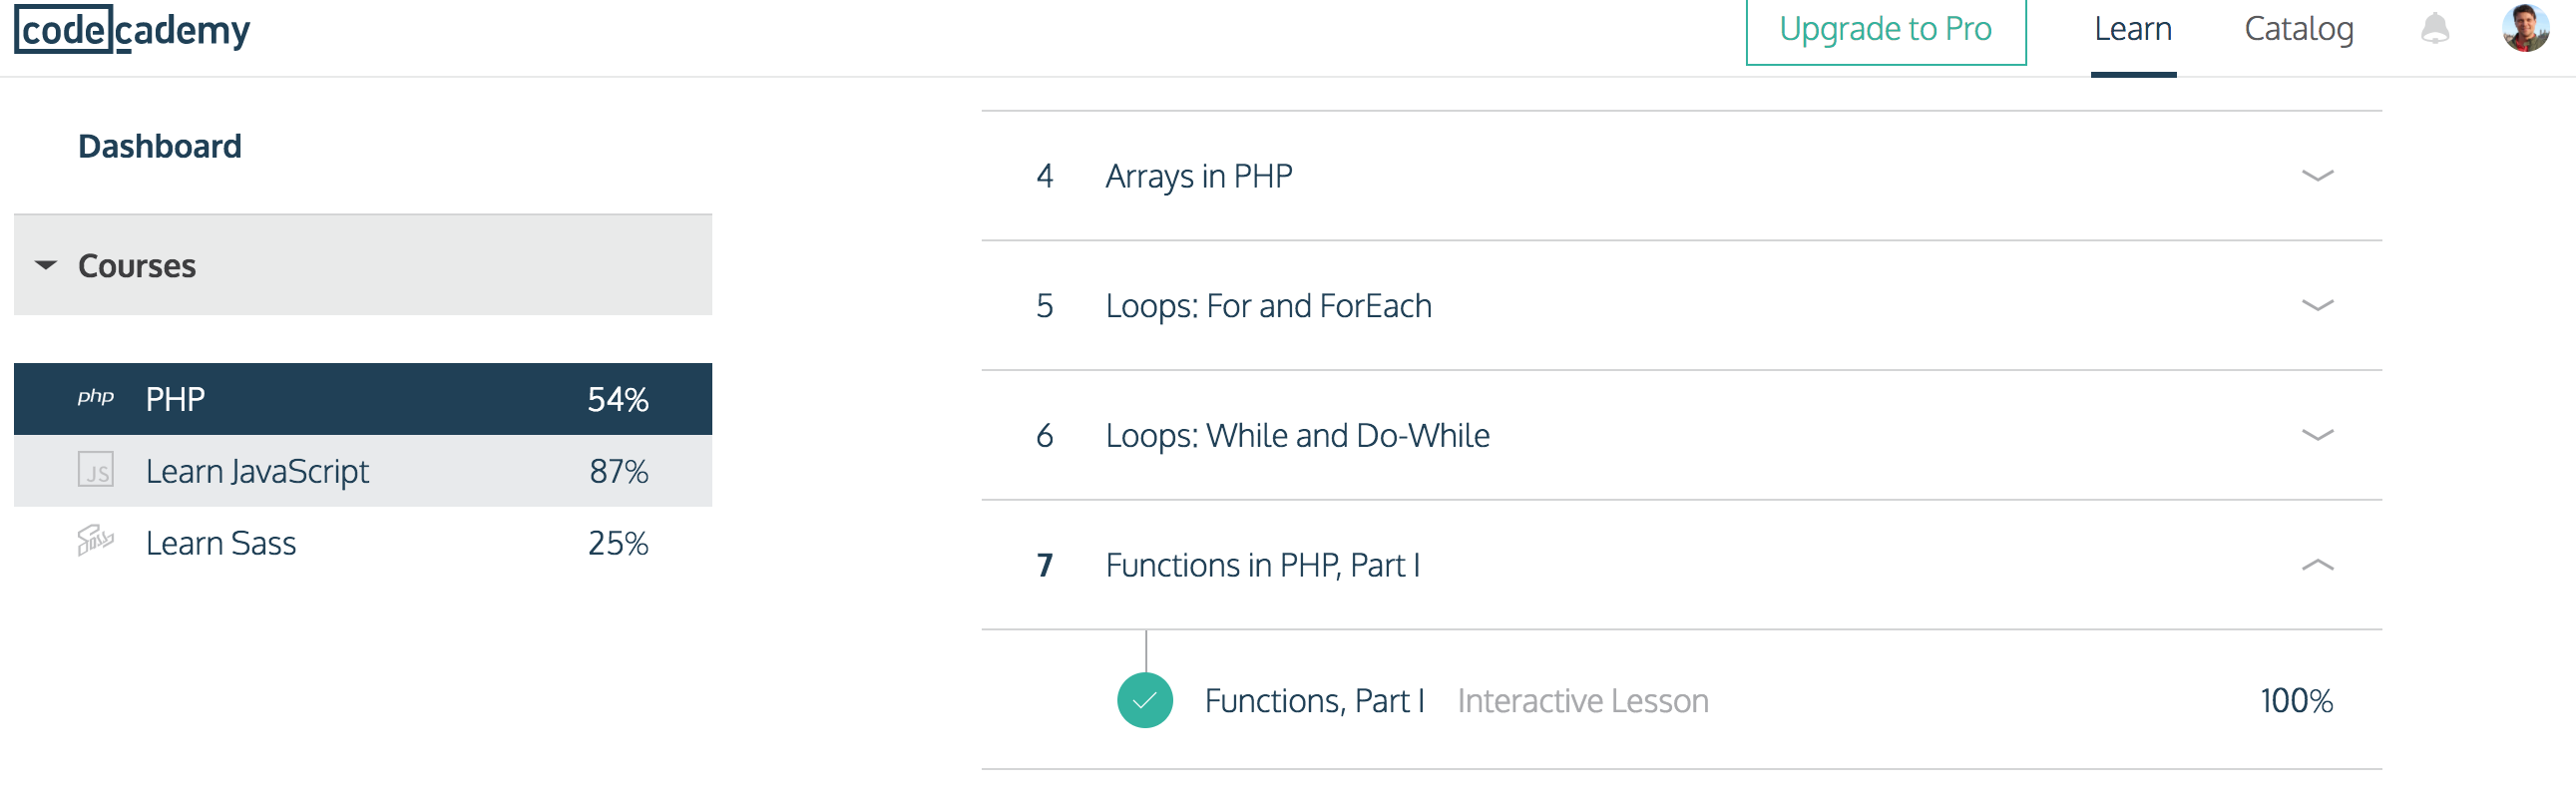 codecademy
Upgrade to Pro
Learn
Catalog
Dashboard
Courses
php PHP 54%
JS Learn JavaScript 87%
Sass Learn Sass 25%
4 Arrays in PHP
5 Loops: For and ForEach
6 Loops: While and Do-While
7 Functions in PHP, Part I
Functions, Part I Interactive Lesson 100%